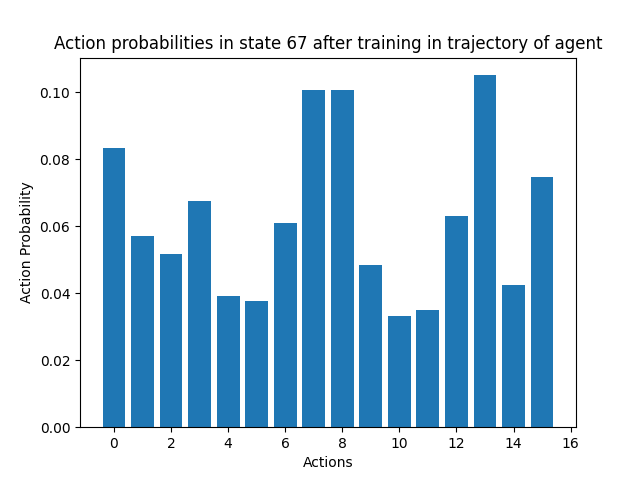 Action probabilities in state 67 after training in trajectory of agent
0.10
0.08
0.06
0.04
0.02
0.00
Action Probability
0 2 4 6 8 10 12 14 16
Actions